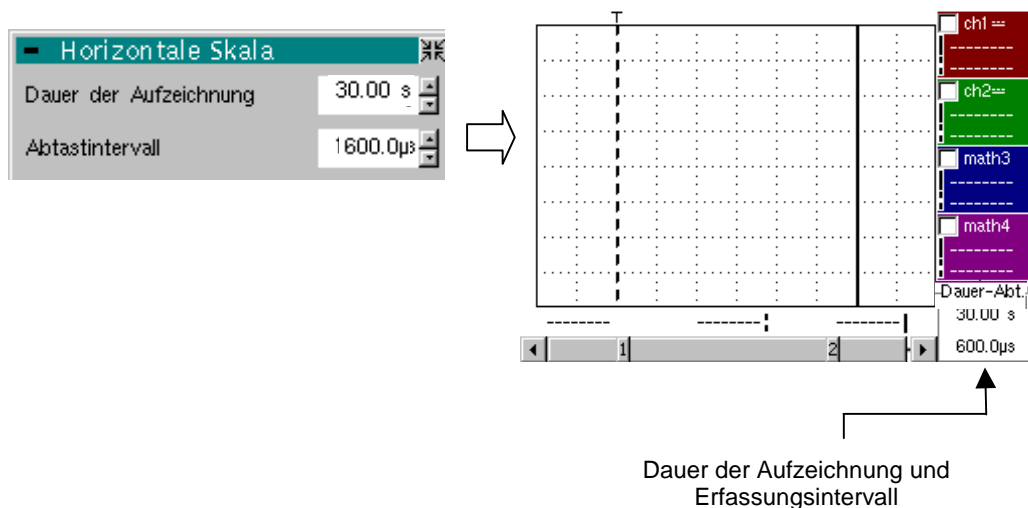 Horizontale Skala
Dauer der Aufzeichnung 30.00 s
Abtastintervall 1600.0µs
T
ch1
ch2
math3
math4
Dauer-Abt.
30.00 s
1 2 600.0µs
Dauer der Aufzeichnung und
Erfassungsintervall